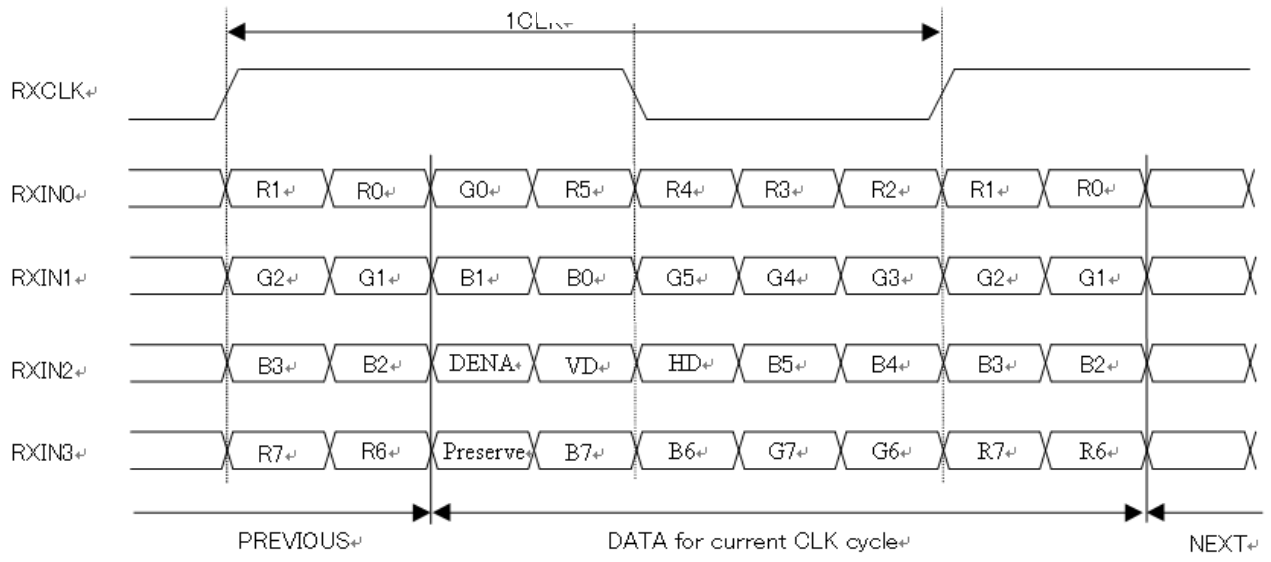 RXCLK↵
RXIN0↵ R1↵ R0↵ G0↵ R5↵ R4↵ R3↵ R2↵ R1↵ R0↵
RXIN1↵ G2↵ G1↵ B1↵ B0↵ G5↵ G4↵ G3↵ G2↵ G1↵
RXIN2↵ B3↵ B2↵ DENA↵ VD↵ HD↵ B5↵ B4↵ B3↵ B2↵
RXIN3↵ R7↵ R6↵ Preserve↵ B7↵ B6↵ G7↵ G6↵ R7↵ R6↵
PREVIOUS↵ DATA for current CLK cycle↵ NEXT↵